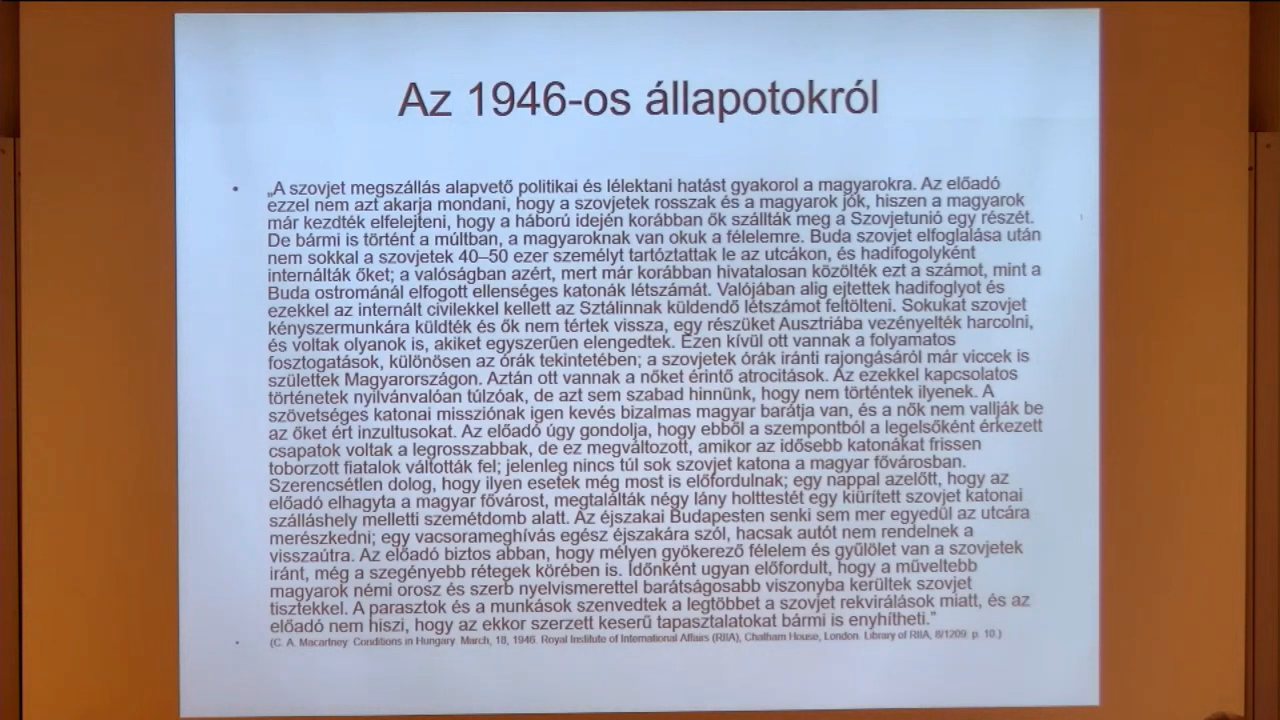 Az 1946-os állapotokról
• „A szovjet megszállás alapvető politikai és lélektani hatást gyakorol a magyarokra. Az előadó
ezzel nem azt akarja mondani, hogy a szovjetek rosszak és a magyarok jók, hiszen a magyarok
már kezdték elfelejteni, hogy a háború idején korábban ők szállták meg a Szovjetunió egy részét.
De bármi is történt a múltban, a magyaroknak van okuk a félelemre. Buda szovjet elfoglalása után
nem sokkal a szovjetek 40–50 ezer személyt tartóztattak le az utcákon, és hadifogolyként
internálták őket; a valóságban azért, mert már korábban hivatalosan közölték ezt a számot, mint a
Buda ostrománál elfogott ellenséges katonák létszámát. Valójában alig ejtettek hadifoglyot és
ezekkel az internált civilekkel kellett az Sztálinnak küldendő létszámot feltölteni. Sokukat szovjet
kényszermunkára küldték és ők nem tértek vissza, egy részüket Ausztriába vezényelték harcolni,
és voltak olyanok is, akiket egyszerűen elengedtek. Ezen kívül ott vannak a folyamatos
fosztogatások, különösen az órák tekintetében; a szovjetek órák iránti rajongásáról már viccek is
születtek Magyarországon. Aztán ott vannak a nőket érintő atrocitások. Az ezekkel kapcsolatos
történetek nyilvánvalóan túlzóak, de azt sem szabad hinnünk, hogy nem történtek ilyenek. A
szövetséges katonai missziónak igen kevés bizalmas magyar barátja van, és a nők nem vallják be
az őket ért inzultusokat. Az előadó úgy gondolja, hogy ebből a szempontból a legelsőként érkezett
csapatok voltak a legrosszabbak, de ez megváltozott, amikor az idősebb katonákat frissen
toborzott fiatalok váltották fel; jelenleg nincs túl sok szovjet katona a magyar fővárosban.
Szerencsétlen dolog, hogy ilyen esetek még most is előfordulnak; egy nappal azelőtt, hogy az
előadó elhagyta a magyar fővárost, megtalálták négy lány holttestét egy kiürített szovjet katonai
szálláshely melletti szemétdomb alatt. Az éjszakai Budapesten senki sem mer egyedül az utcára
merészkedni; egy vacsorameghívás egész éjszakára szól, hacsak autót nem rendelnek a
visszaútra. Az előadó biztos abban, hogy mélyen gyökerező félelem és gyűlölet van a szovjetek
iránt, még a szegényebb rétegek körében is. Időnként ugyan előfordult, hogy a műveltebb
magyarok némi orosz és szerb nyelvismerettel barátságosabb viszonyba kerültek szovjet
tisztekkel. A parasztok és a munkások szenvedtek a legtöbbet a szovjet rekvirálások miatt, és az
előadó nem hiszi, hogy az ekkor szerzett keserű tapasztalatokat bármi is enyhítheti.”
• (C. A. Macartney: Conditions in Hungary. March, 18, 1946. Royal Institute of International Affairs (RIIA), Chatham House, London. Library of RIIA, 8/1209. p. 10.)